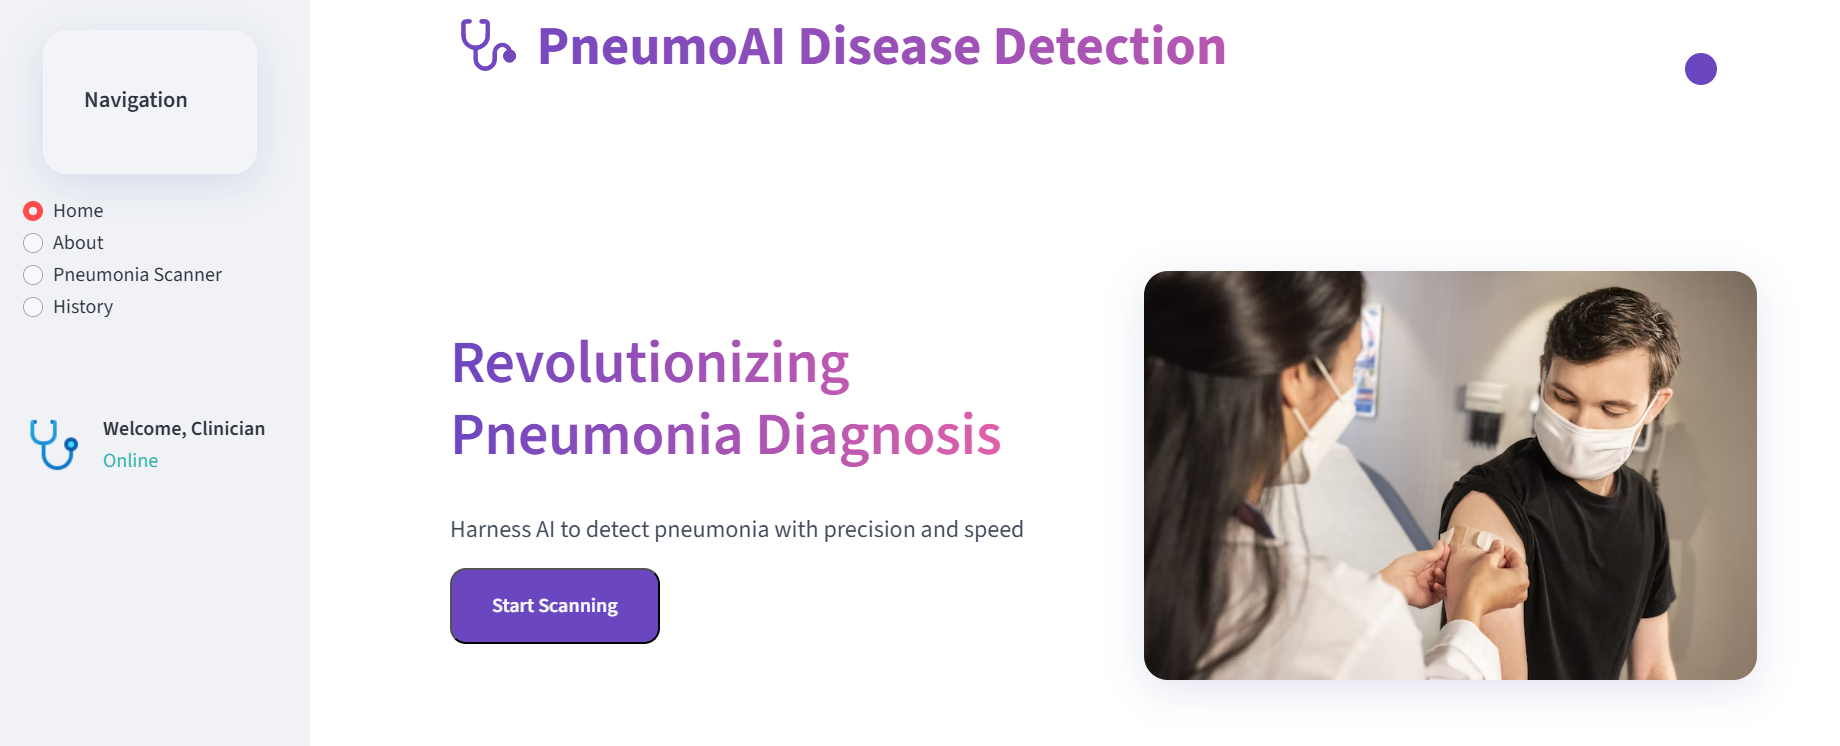 PneumoAI Disease Detection
Navigation
Home
About
Pneumonia Scanner
History
Welcome, Clinician
Online
Revolutionizing
Pneumonia Diagnosis
Harness AI to detect pneumonia with precision and speed
Start Scanning